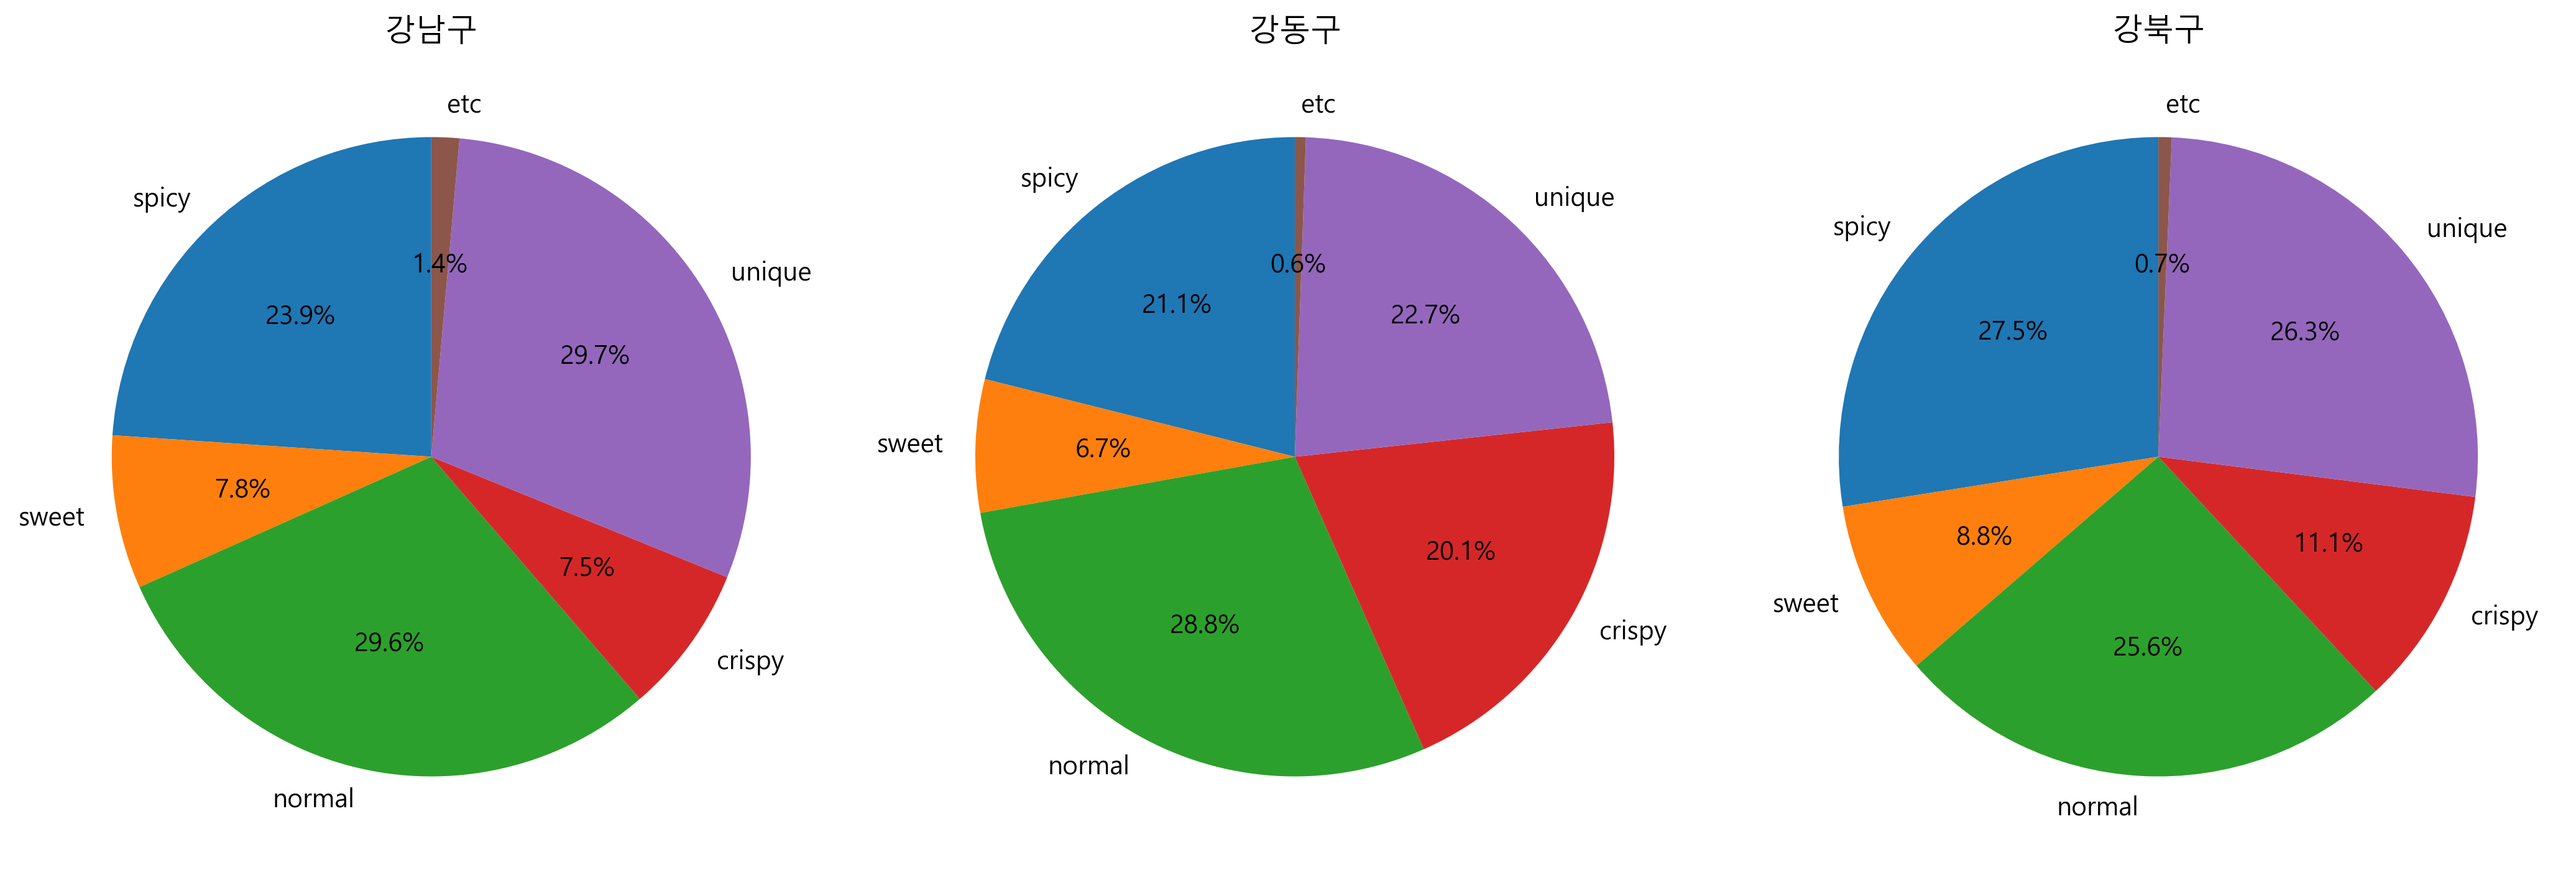 강남구
etc
spicy
unique
1.4%
23.9%
29.7%
7.8%
sweet
7.5%
29.6%
crispy
normal
강동구
etc
spicy
unique
0.6%
21.1%
22.7%
sweet
6.7%
20.1%
28.8%
crispy
normal
강북구
etc
spicy
unique
0.7%
27.5%
26.3%
8.8%
11.1%
sweet
crispy
25.6%
normal